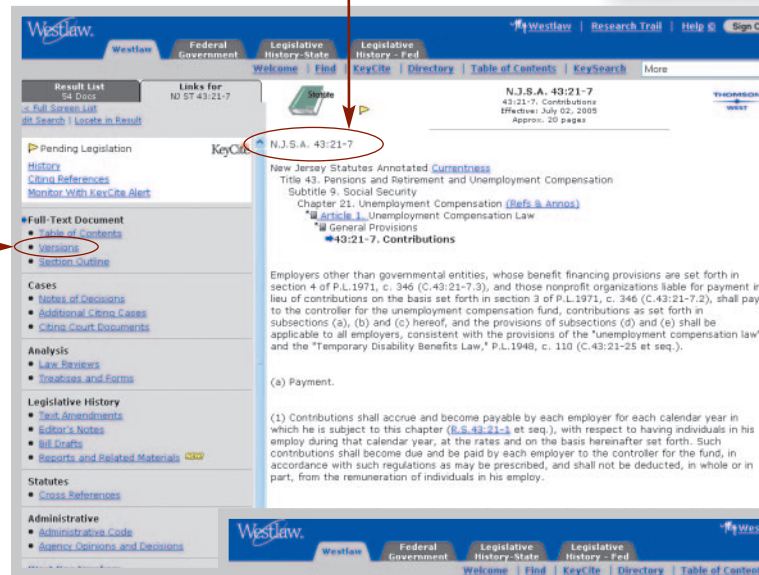 Westlaw.
Westlaw | Research Trail | Help | Sign O
Westlaw
Federal Government
Legislative History-State
Legislative History - Fed
Welcome | Find | KeyCite | Directory | Table of Contents | KeySearch
More
Result List
54 Docs
Links for
NJ ST 43:21-7
< Full Screen List
dit Search | Locate in Result
Statute
N.J.S.A. 43:21-7
43:21-7. Contributions
Effective: July 02, 2005
Approx. 20 pages
THOMSON
WEST
Pending Legislation
KeyCite
History
Citing References
Monitor With KeyCite Alert
Full-Text Document
• Table of Contents
• Versions
• Section Outline
Cases
• Notes of Decisions
• Additional Citing Cases
• Citing Court Documents
Analysis
• Law Reviews
• Treatises and Forms
Legislative History
• Text Amendments
• Editor's Notes
• Bill Drafts
• Reports and Related Materials
Statutes
• Cross References
Administrative
• Administrative Code
• Agency Opinions and Decisions
N.J.S.A. 43:21-7
New Jersey Statutes Annotated Currentness
Title 43. Pensions and Retirement and Unemployment Compensation
Subtitle 9. Social Security
Chapter 21. Unemployment Compensation (Refs & Annos)
Article 1. Unemployment Compensation Law
General Provisions
43:21-7. Contributions
Employers other than governmental entities, whose benefit financing provisions are set forth in
section 4 of P.L.1971, c. 346 (C.43:21-7.3), and those nonprofit organizations liable for payment in
lieu of contributions on the basis set forth in section 3 of P.L.1971, c. 346 (C.43:21-7.2), shall pay
to the controller for the unemployment compensation fund, contributions as set forth in
subsections (a), (b) and (c) hereof, and the provisions of subsections (d) and (e) shall be
applicable to all employers, consistent with the provisions of the "unemployment compensation law"
and the "Temporary Disability Benefits Law," P.L.1948, c. 110 (C.43:21-25 et seq.).
(a) Payment.
(1) Contributions shall accrue and become payable by each employer for each calendar year in
which he is subject to this chapter (R.S.43:21-1 et seq.), with respect to having individuals in his
employ during that calendar year, at the rates and on the basis hereinafter set forth. Such
contributions shall become due and be paid by each employer to the controller for the fund, in
accordance with such regulations as may be prescribed, and shall not be deducted, in whole or in
part, from the remuneration of individuals in his employ.
Westlaw.
Wes
Westlaw
Federal Government
Legislative History-State
Legislative History - Fed
Welcome | Find | KeyCite | Directory | Table of Content